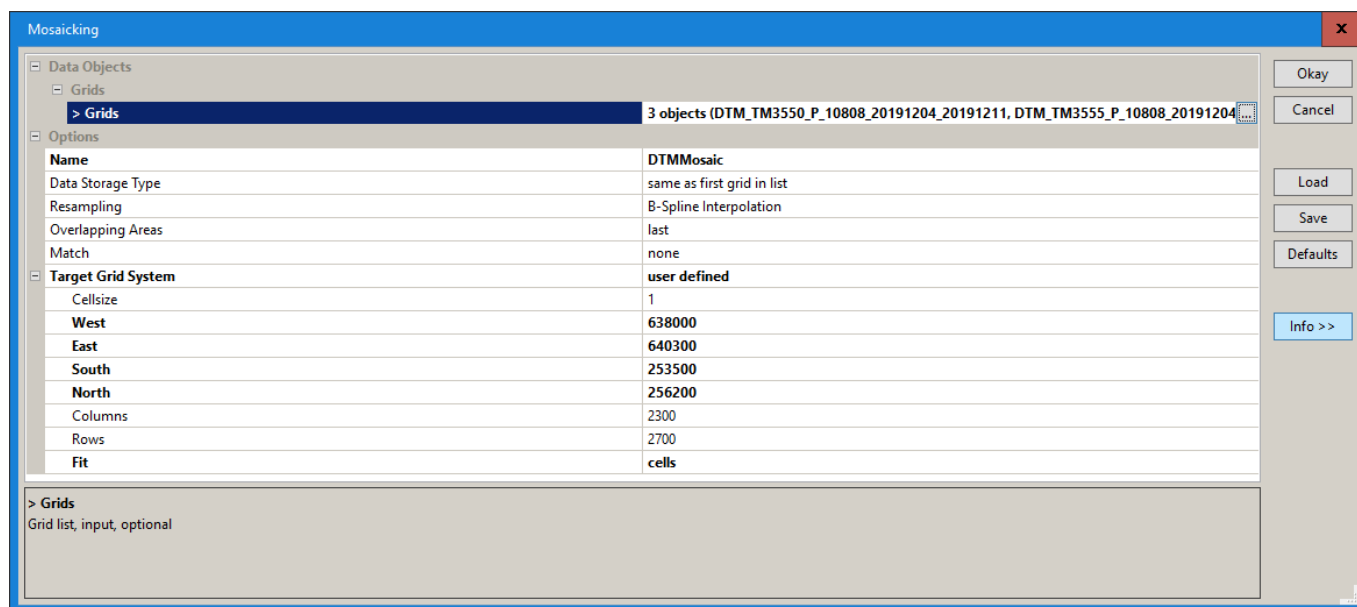 Mosaicking
x
Data Objects
Okay
Grids
> Grids 3 objects (DTM_TM3550_P_10808_20191204_20191211, DTM_TM3555_P_10808_20191204 ...
Cancel
Options
Name DTMMosaic
Data Storage Type same as first grid in list
Load
Resampling B-Spline Interpolation
Save
Overlapping Areas last
Match none
Defaults
Target Grid System user defined
Cellsize 1
West 638000
Info >>
East 640300
South 253500
North 256200
Columns 2300
Rows 2700
Fit cells
> Grids
Grid list, input, optional